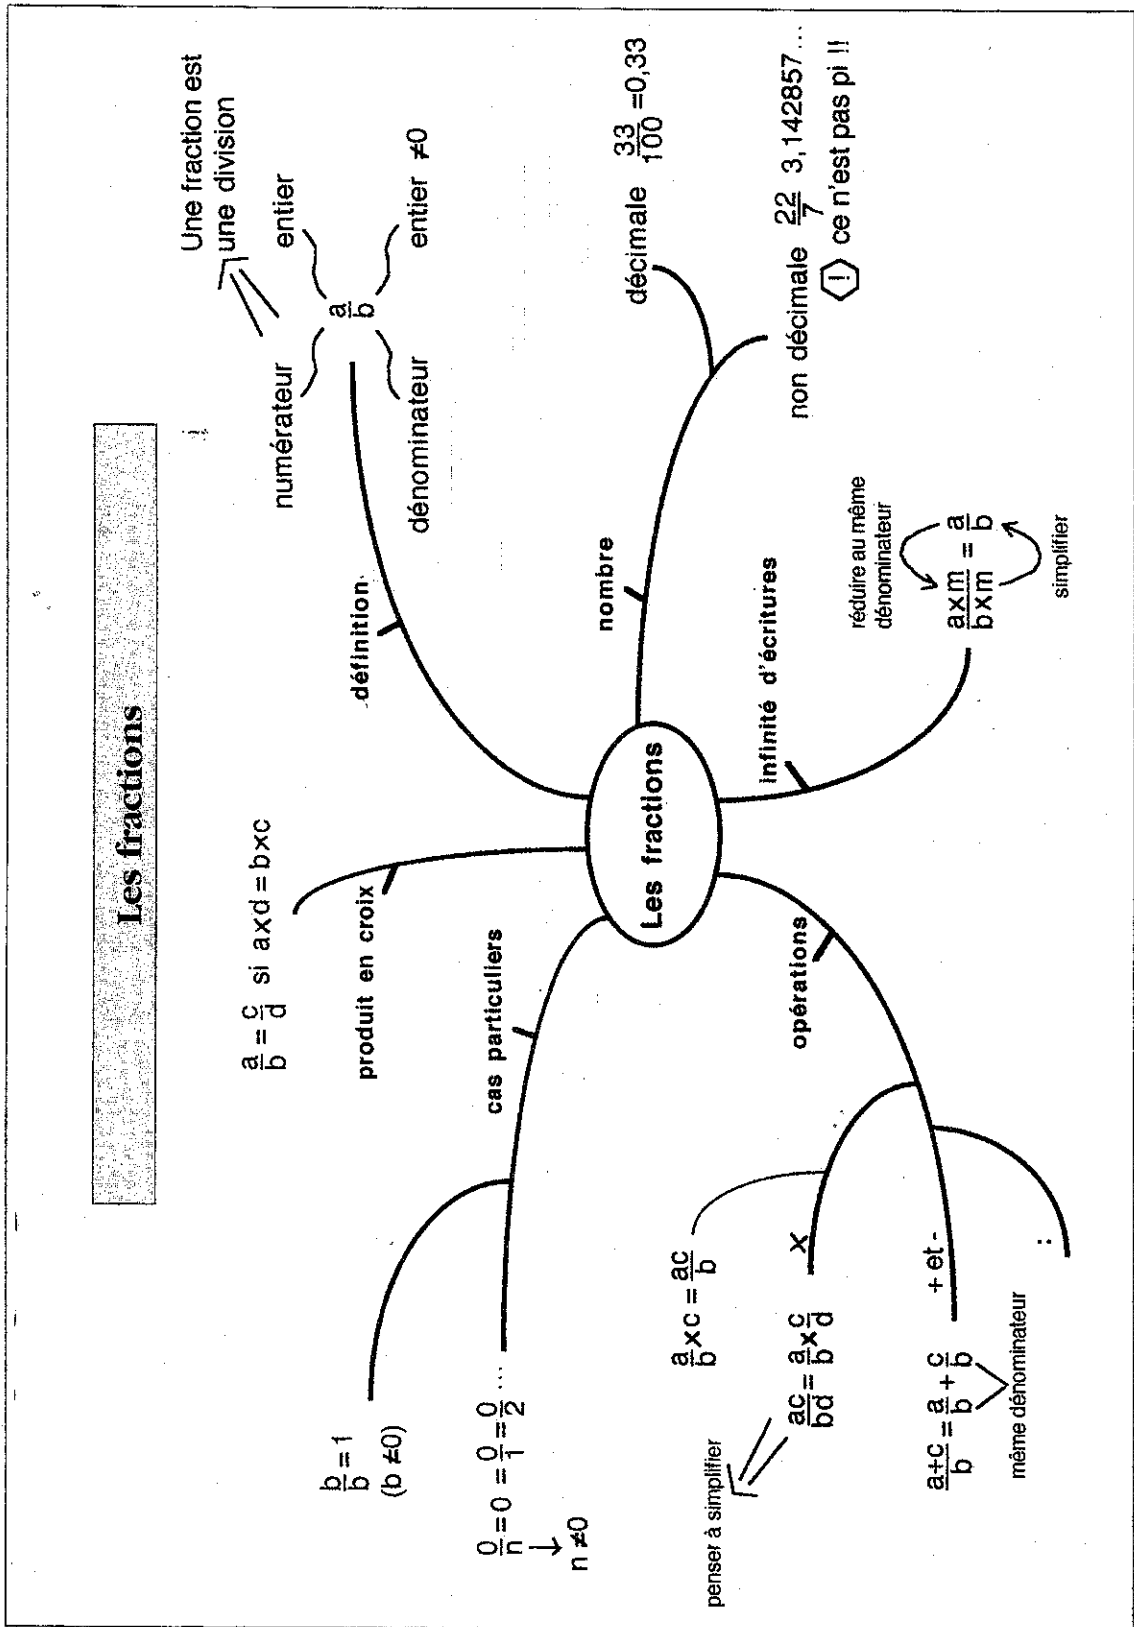 Les fractions
Une fraction est
une division
numérateur
entier
a/b
dénominateur
entier ≠0
définition
produit en croix
a/b = c/d si a×d = b×c
cas particuliers
b/b = 1
(b ≠0)
0/n = 0 = 0/1 = 0/2 ...
n ≠0
Les fractions
nombre
décimale 33/100 =0,33
non décimale 22/7 3,142857...
! ce n'est pas pi !!
infinité d'écritures
réduire au même
dénominateur
a×m/b×m = a/b
simplifier
opérations
×
a/b × c = ac/b
ac/bd = a/b × c/d
penser à simplifier
+ et -
a+c/b = a/b + c/b
même dénominateur
: